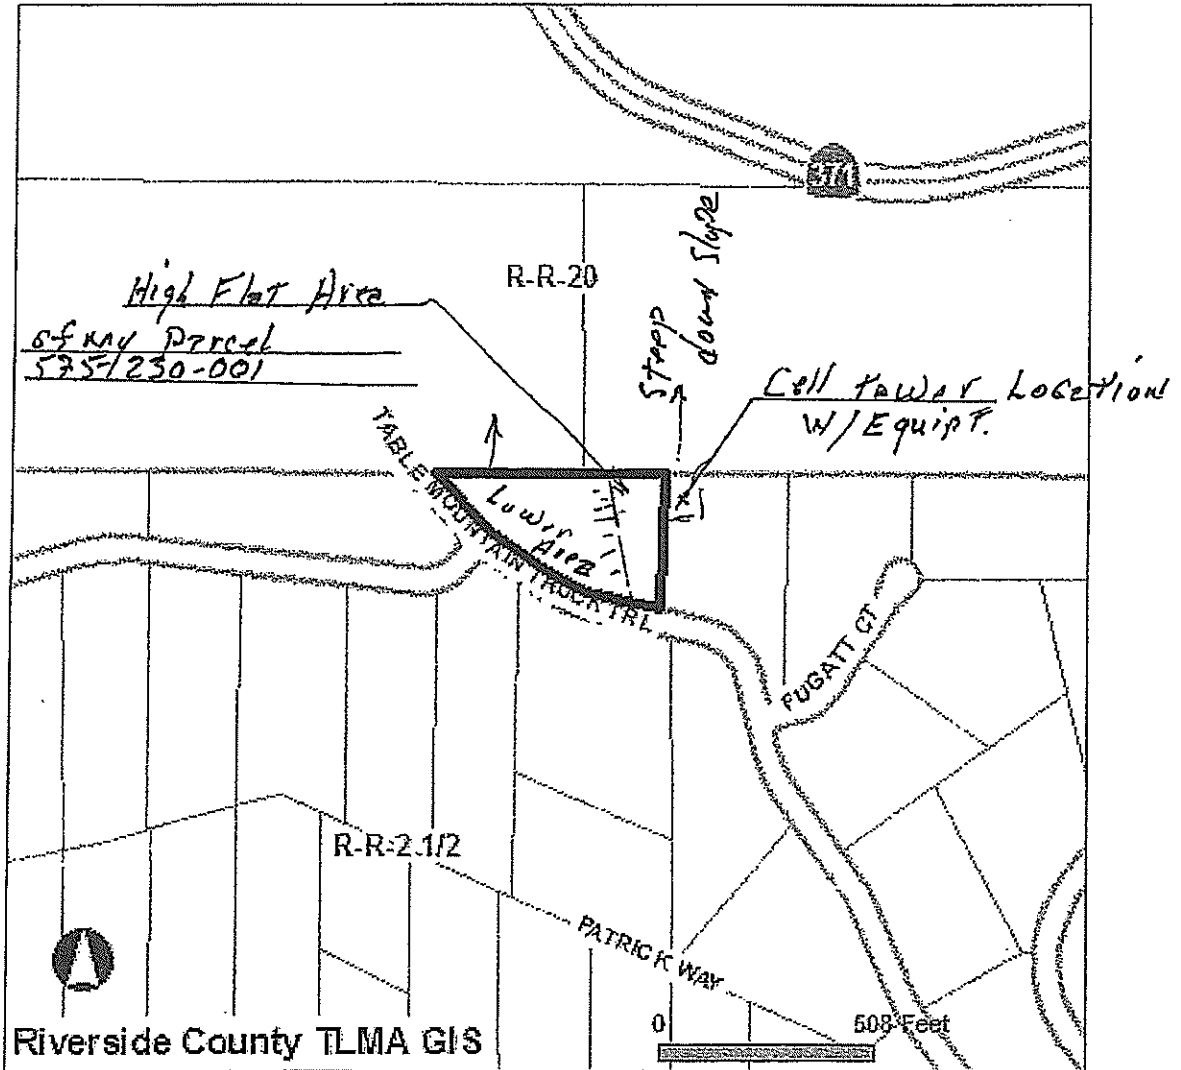 R-R-20
High Flat Area
of my Parcel
575-230-001
Steep
down slope
Cell tower Location
W/ Equipt.
TABLE MOUNTAIN TRUCK TRL
Lower
Area
FUGATT CT
R-R-2 1/2
PATRICK WAY
0
508 Feet
Riverside County TLMA GIS